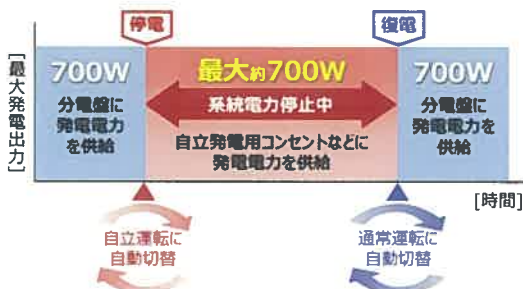 停電
復電
[最大発電出力]
700W
分電盤に
発電電力
を供給
最大約700W
系統電力停止中
自立発電用コンセントなどに
発電電力を供給
700W
分電盤に
発電電力を
供給
[時間]
自立運転に
自動切替
通常運転に
自動切替